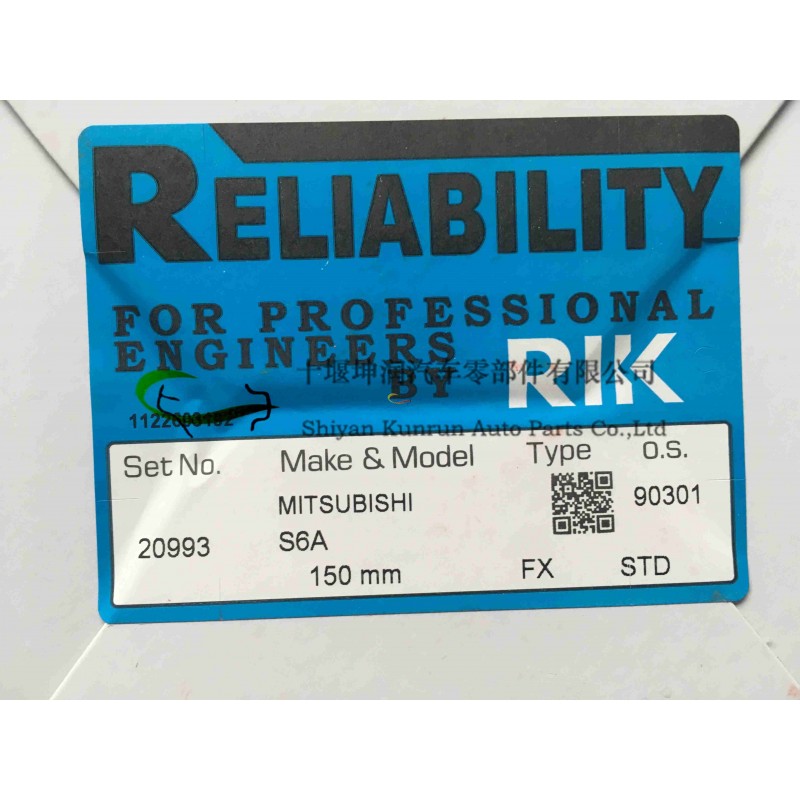 RELIABILITY
FOR PROFESSIONAL
ENGINEERS
BY RIK
十堰坤润汽车零部件有限公司
Shiyan Kunrun Auto Parts Co.,Ltd
Set No. Make & Model Type O.S.
MITSUBISHI 90301
20993 S6A
150 mm FX STD